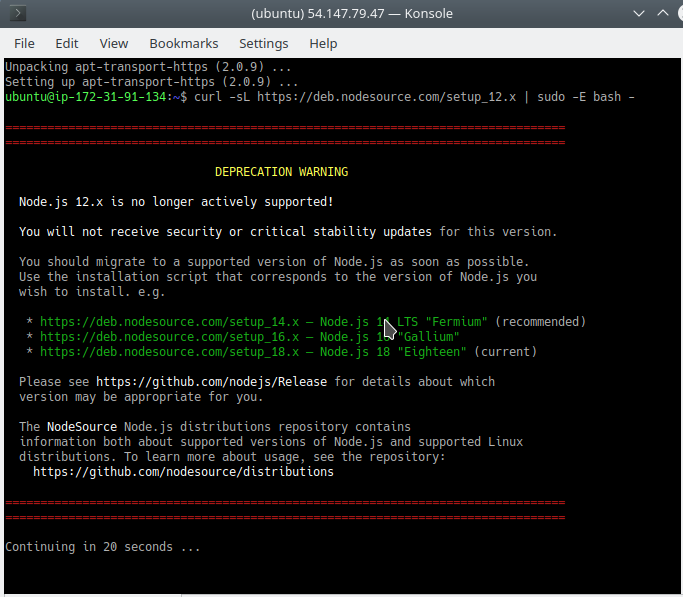 (ubuntu) 54.147.79.47 — Konsole
File Edit View Bookmarks Settings Help
Unpacking apt-transport-https (2.0.9) ...
Setting up apt-transport-https (2.0.9) ...
ubuntu@ip-172-31-91-134:~$ curl -sL https://deb.nodesource.com/setup_12.x | sudo -E bash -
================================================================================
================================================================================
DEPRECATION WARNING
Node.js 12.x is no longer actively supported!
You will not receive security or critical stability updates for this version.
You should migrate to a supported version of Node.js as soon as possible.
Use the installation script that corresponds to the version of Node.js you
wish to install. e.g.
* https://deb.nodesource.com/setup_14.x — Node.js LTS "Fermium" (recommended)
* https://deb.nodesource.com/setup_16.x — Node.js "Gallium"
* https://deb.nodesource.com/setup_18.x — Node.js 18 "Eighteen" (current)
Please see https://github.com/nodejs/Release for details about which
version may be appropriate for you.
The NodeSource Node.js distributions repository contains
information both about supported versions of Node.js and supported Linux
distributions. To learn more about usage, see the repository:
https://github.com/nodesource/distributions
================================================================================
================================================================================
Continuing in 20 seconds ...